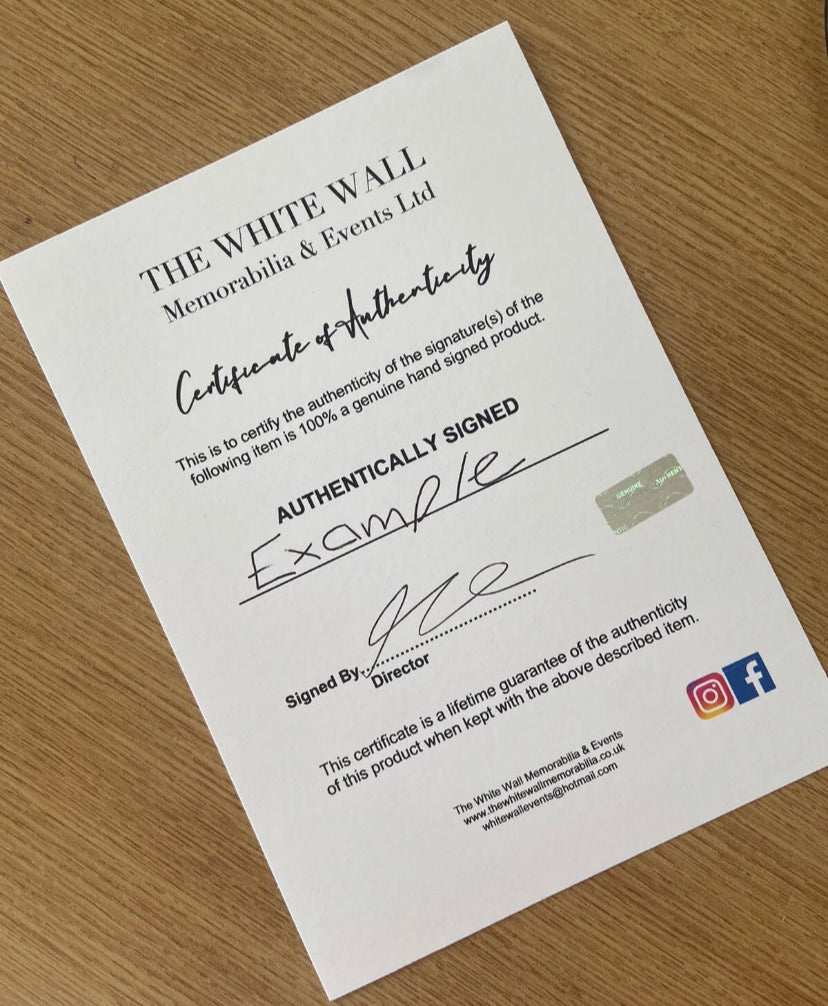 THE WHITE WALL
Memorabilia & Events Ltd
Certificate of Authenticity
This is to certify the authenticity of the signature(s) of the
following item is 100% a genuine hand signed product.
AUTHENTICALLY SIGNED
Example
GENUINE AUTHENT
NTIC
Signed By
Director
This certificate is a lifetime guarantee of the authenticity
of this product when kept with the above described item.
The White Wall Memorabilia & Events
www.thewhitewallmemorabilia.co.uk
whitewallevents@hotmail.com